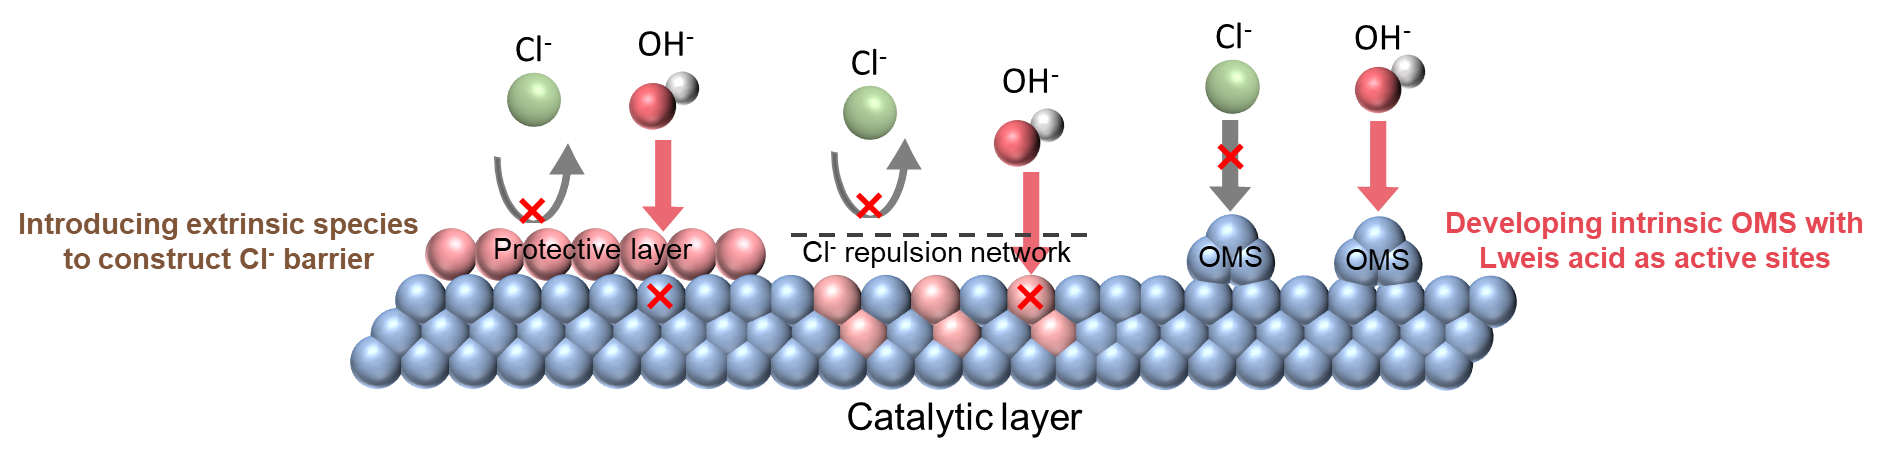 Cl⁻
OH⁻
Cl⁻
OH⁻
Cl⁻
OH⁻
Introducing extrinsic species
to construct Cl⁻ barrier
Protective layer
Cl⁻ repulsion network
OMS
OMS
Developing intrinsic OMS with
Lweis acid as active sites
Catalytic layer